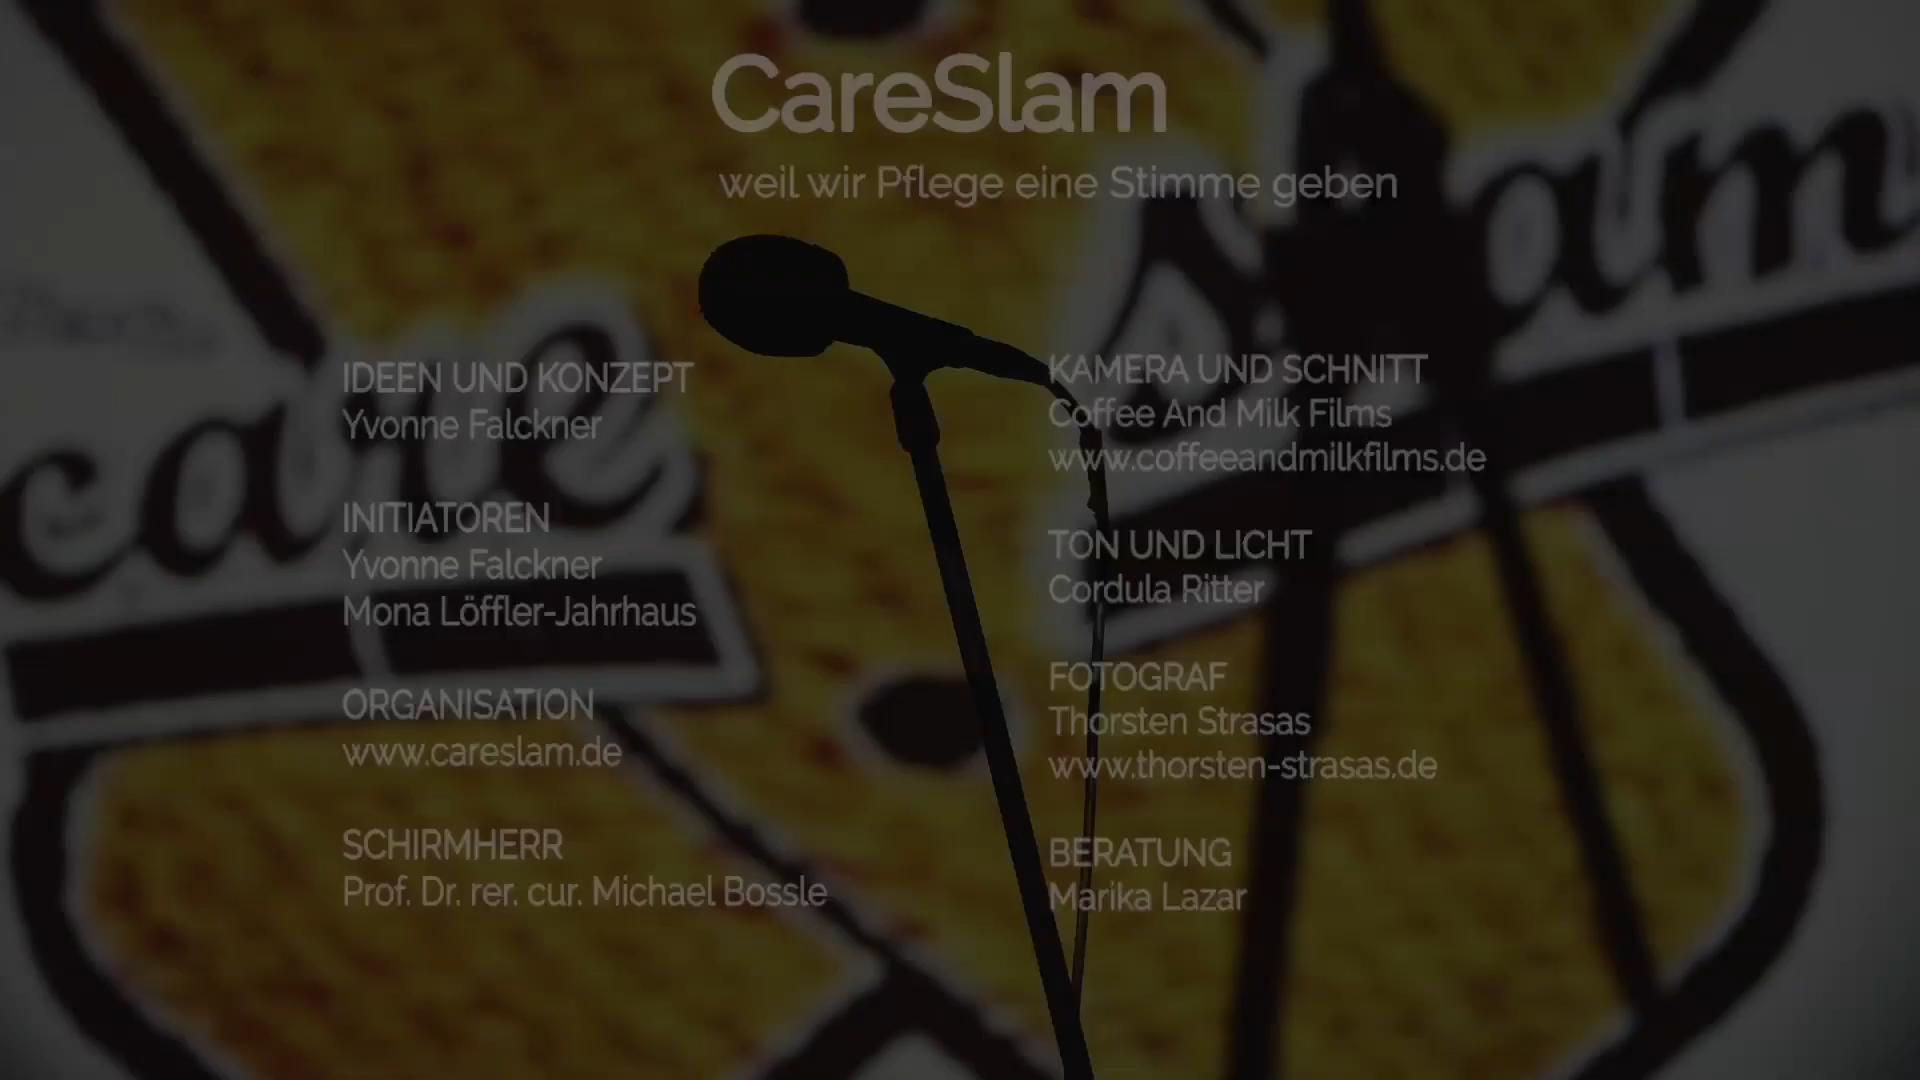 CareSlam
weil wir Pflege eine Stimme geben
care slam
IDEEN UND KONZEPT
Yvonne Falckner
INITIATOREN
Yvonne Falckner
Mona Löffler-Jahrhaus
ORGANISATION
www.careslam.de
SCHIRMHERR
Prof. Dr. rer. cur. Michael Bossle
KAMERA UND SCHNITT
Coffee And Milk Films
www.coffeeandmilkfilms.de
TON UND LICHT
Cordula Ritter
FOTOGRAF
Thorsten Strasas
www.thorsten-strasas.de
BERATUNG
Marika Lazar